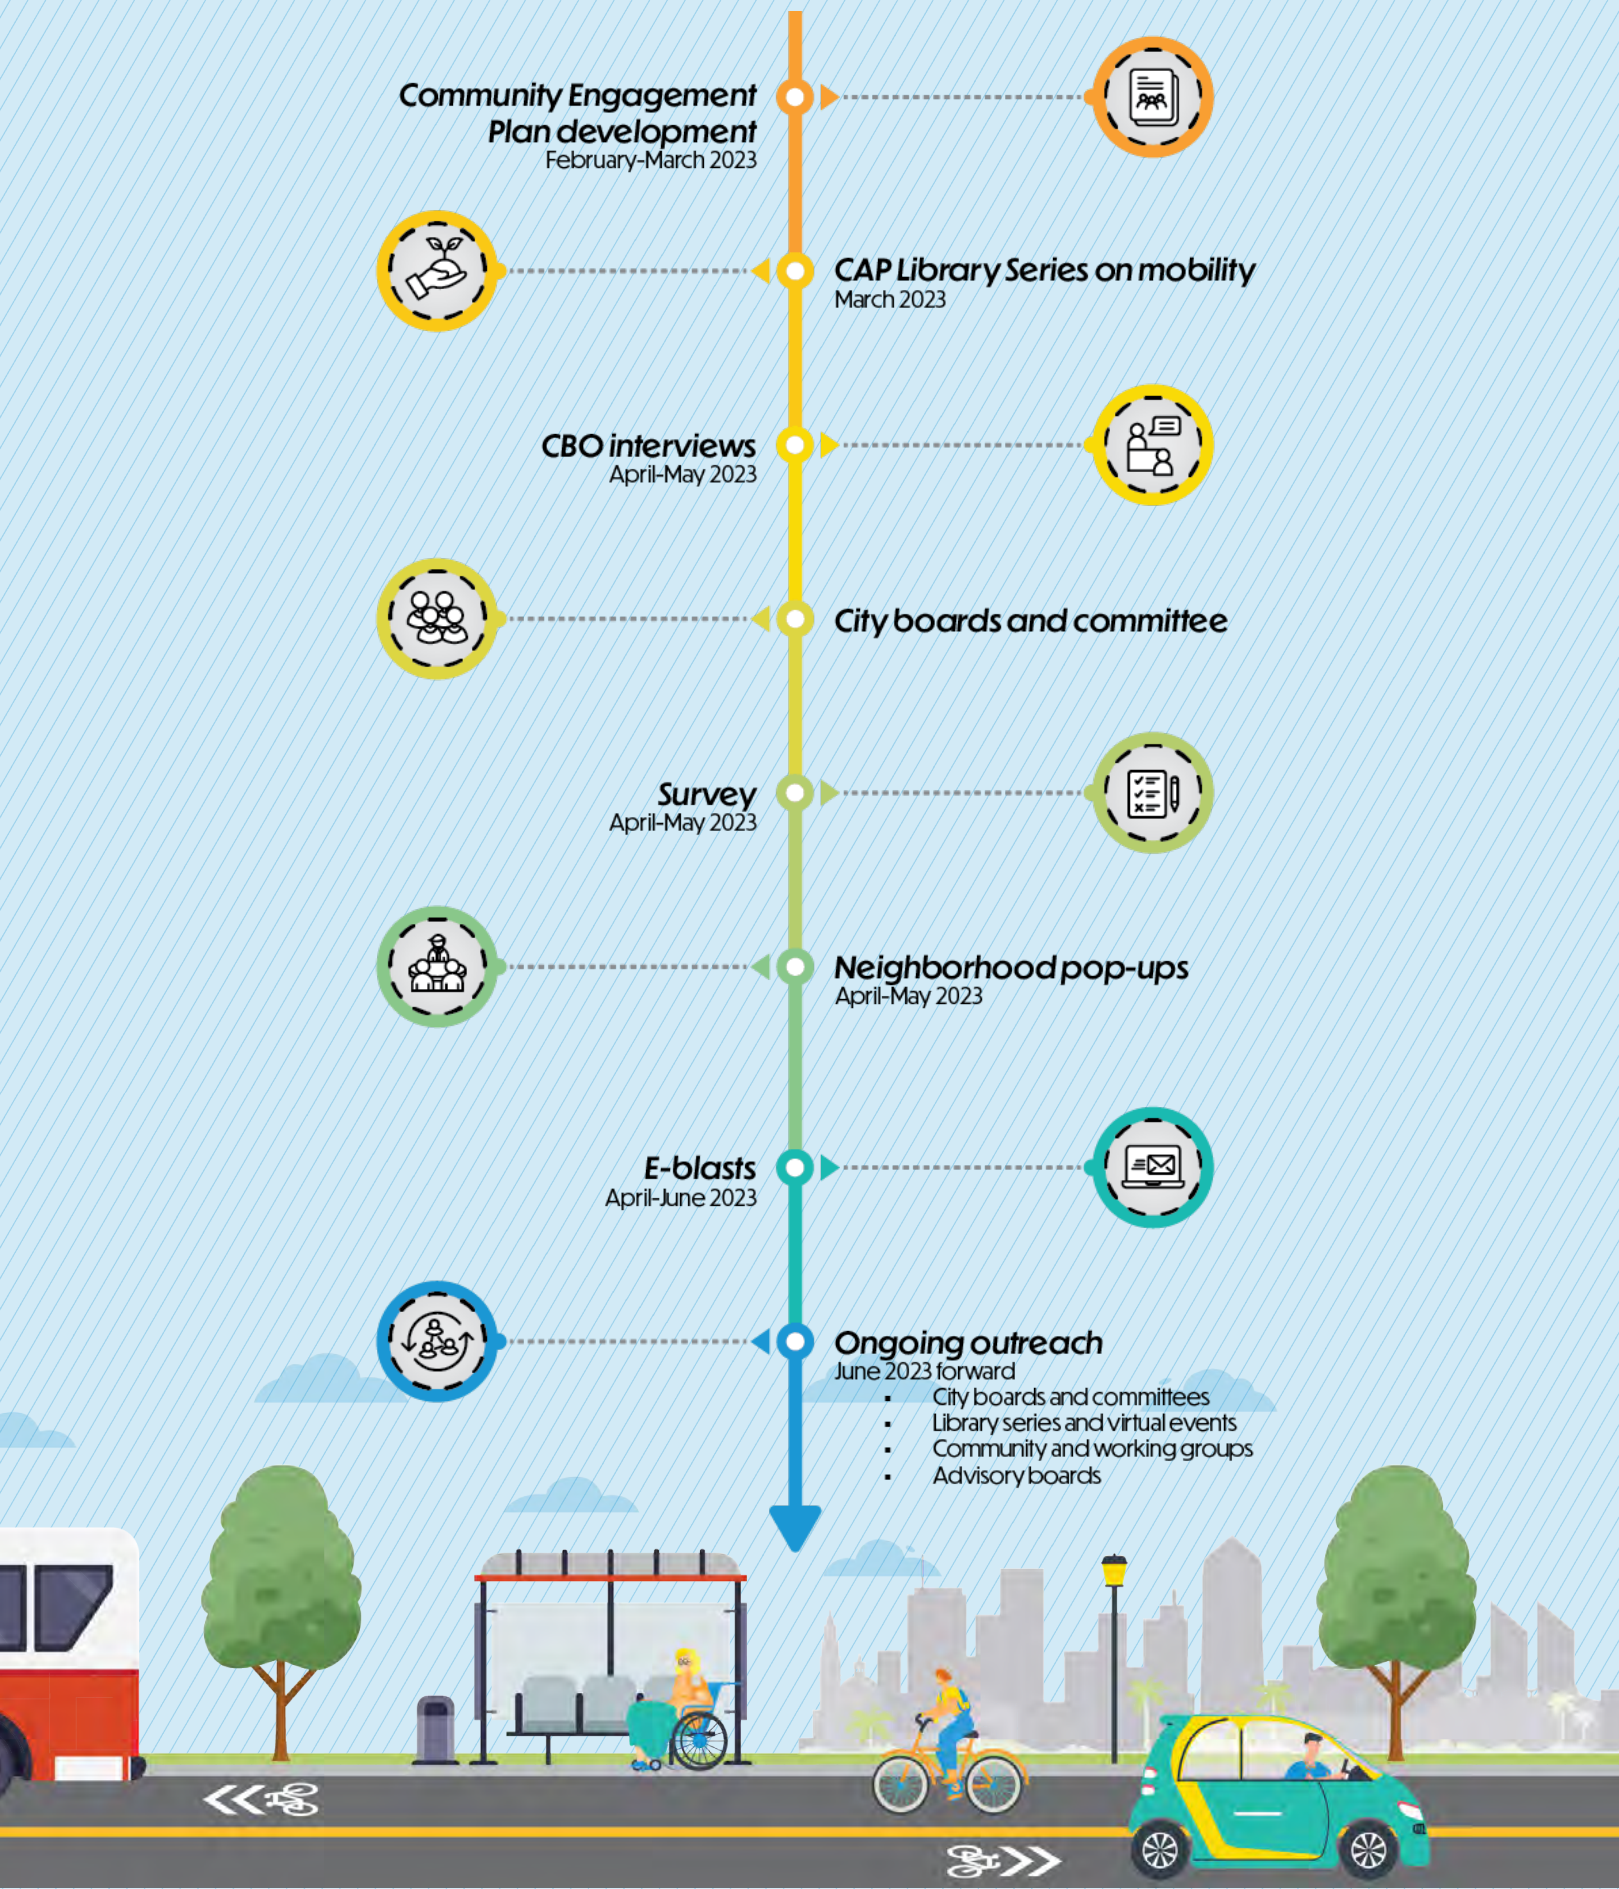 Community Engagement
Plan development
February-March 2023
CAP Library Series on mobility
March 2023
CBO interviews
April-May 2023
City boards and committee
Survey
April-May 2023
Neighborhood pop-ups
April-May 2023
E-blasts
April-June 2023
Ongoing outreach
June 2023 forward
▪ City boards and committees
▪ Library series and virtual events
▪ Community and working groups
▪ Advisory boards